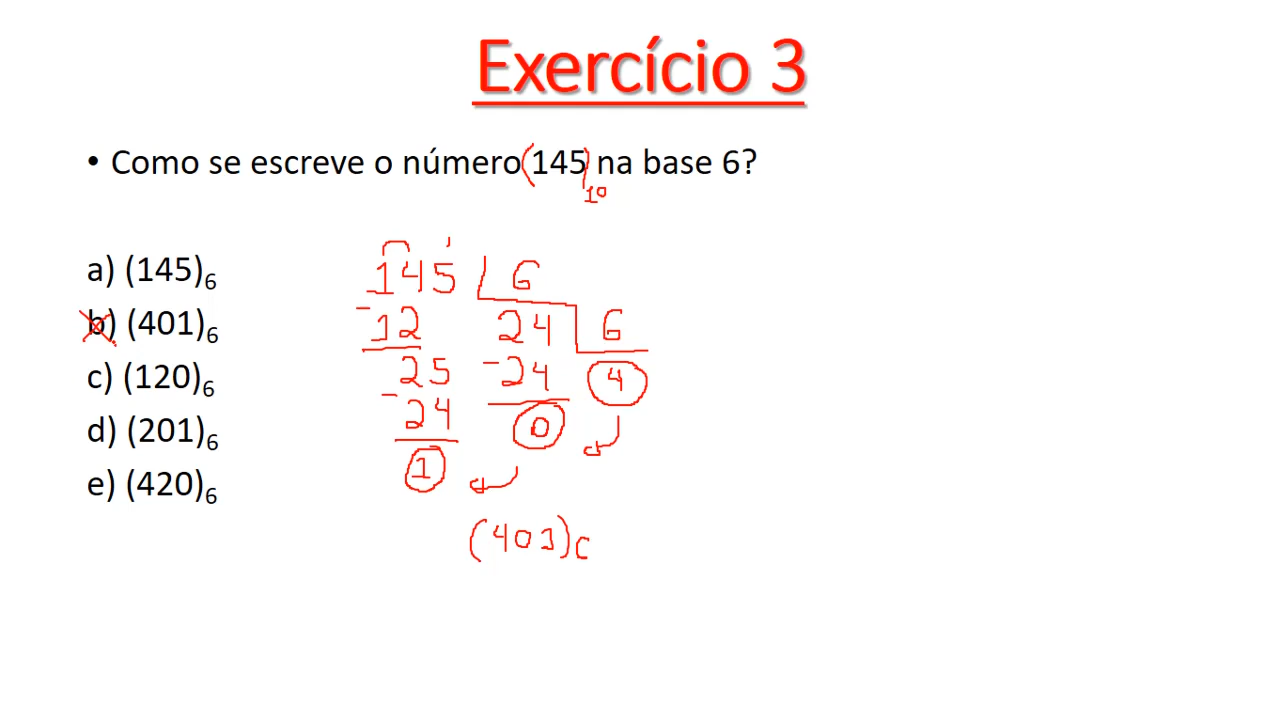 Exercício 3
• Como se escreve o número (145)10 na base 6?
a) (145)6
b) (401)6
c) (120)6
d) (201)6
e) (420)6
145 | 6
-12 24 | 6
25 -24 4
-24 0
1
(401)